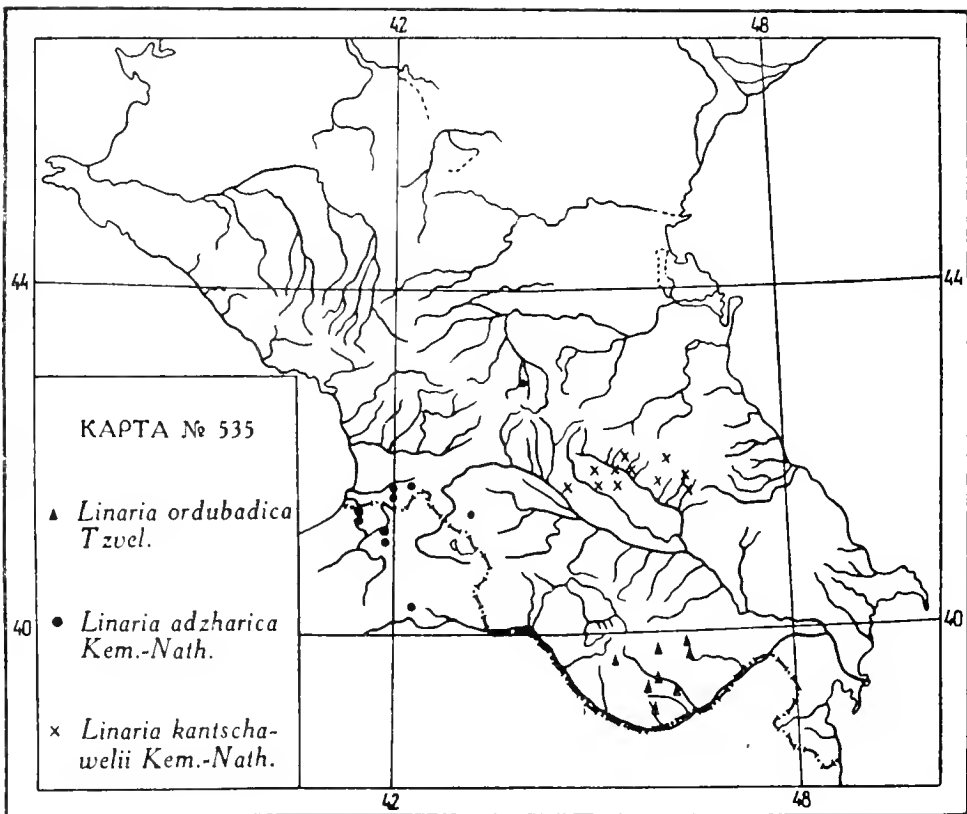 42 48
44 44
КАРТА № 535
▲ Linaria ordubadica
Tzvel.
40 40
● Linaria adzharica
Kem.-Nath.
× Linaria kantscha-
welii Kem.-Nath.
42 48